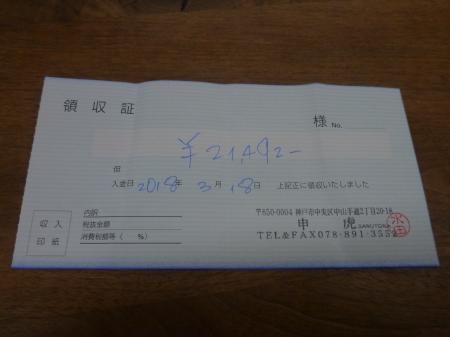 領収証
様 No.
¥21,492-
但
入金日 2018年 3月 18日 上記正に領収いたしました
内訳
税抜金額
消費税額等( %)
収入
印紙
〒650-0004 神戸市中央区中山手通2丁目20-18
申虎 SARUTORA
TEL&FAX078-891-3552